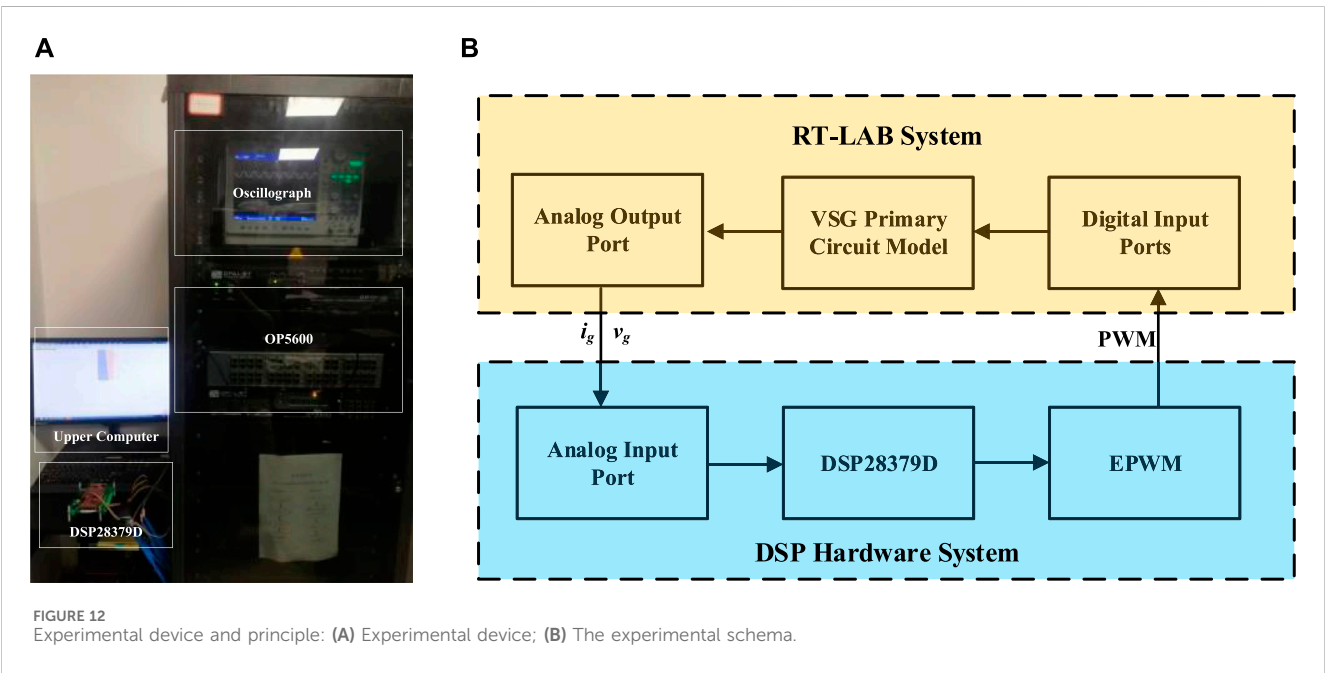 A
B
Oscillograph
OP5600
Upper Computer
DSP28379D
RT-LAB System
Analog Output
Port
VSG Primary
Circuit Model
Digital Input
Ports
i_g v_g
PWM
Analog Input
Port
DSP28379D
EPWM
DSP Hardware System
FIGURE 12
Experimental device and principle: (A) Experimental device; (B) The experimental schema.